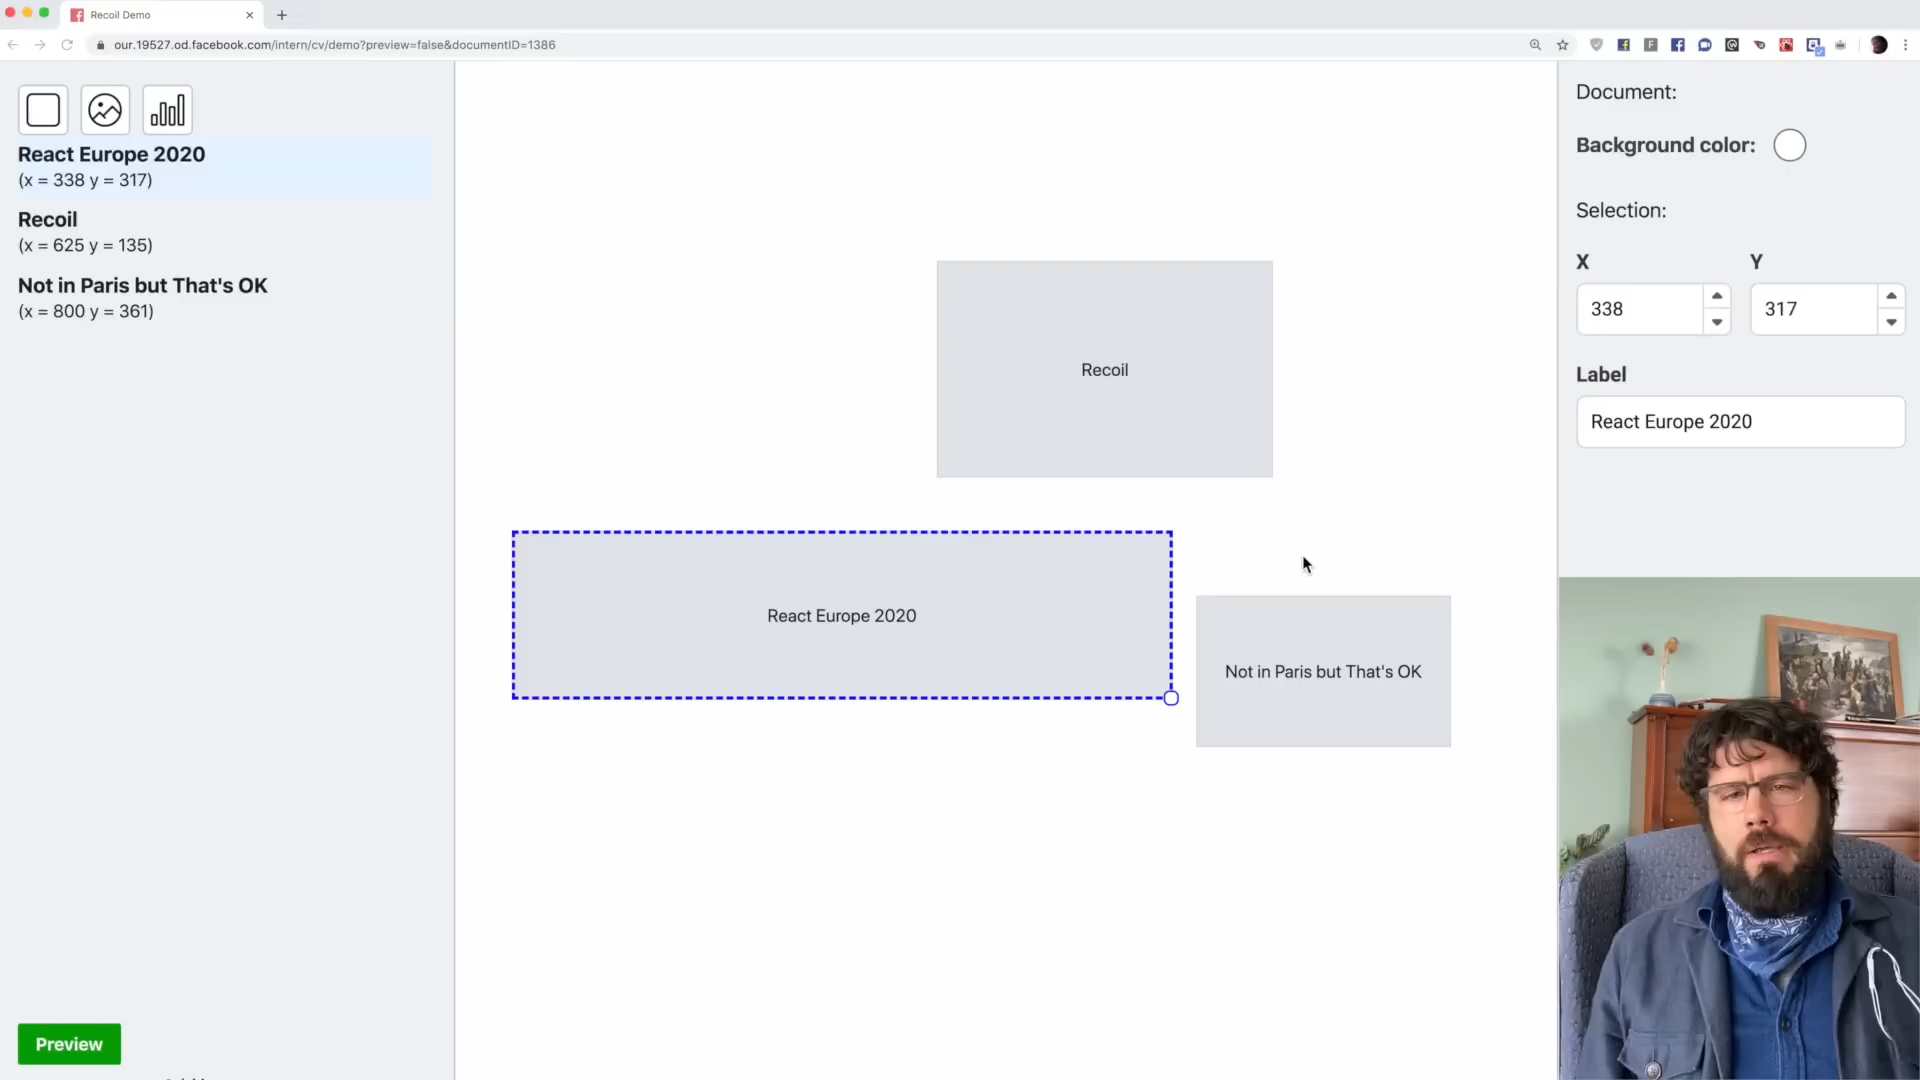 Recoil Demo
our.19527.od.facebook.com/intern/cv/demo?preview=false&documentID=1386
React Europe 2020
(x = 338 y = 317)
Recoil
(x = 625 y = 135)
Not in Paris but That's OK
(x = 800 y = 361)
Preview
Recoil
React Europe 2020
Not in Paris but That's OK
Document:
Background color:
Selection:
X
Y
338
317
Label
React Europe 2020